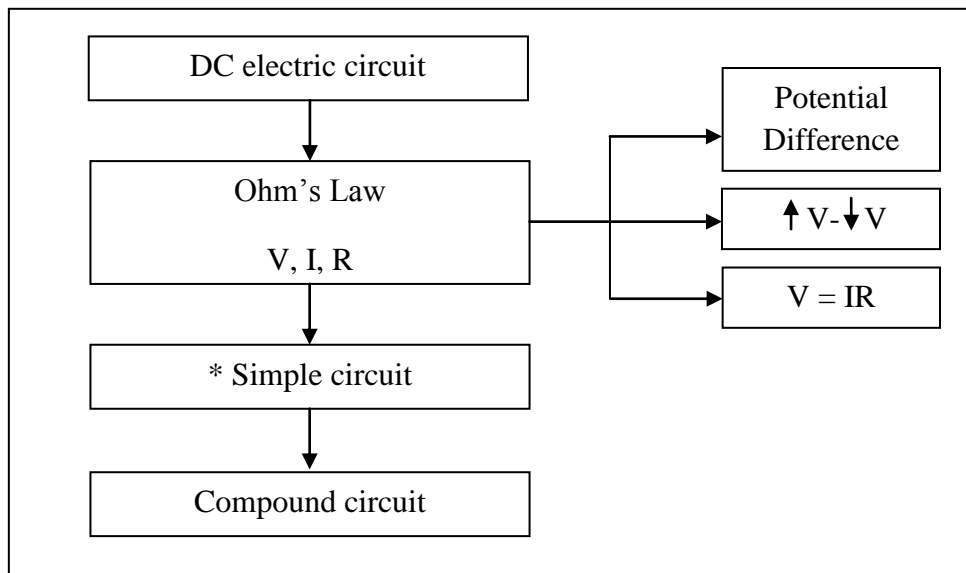 DC electric circuit
Ohm’s Law
V, I, R
* Simple circuit
Compound circuit
Potential
Difference
↑ V-↓ V
V = IR